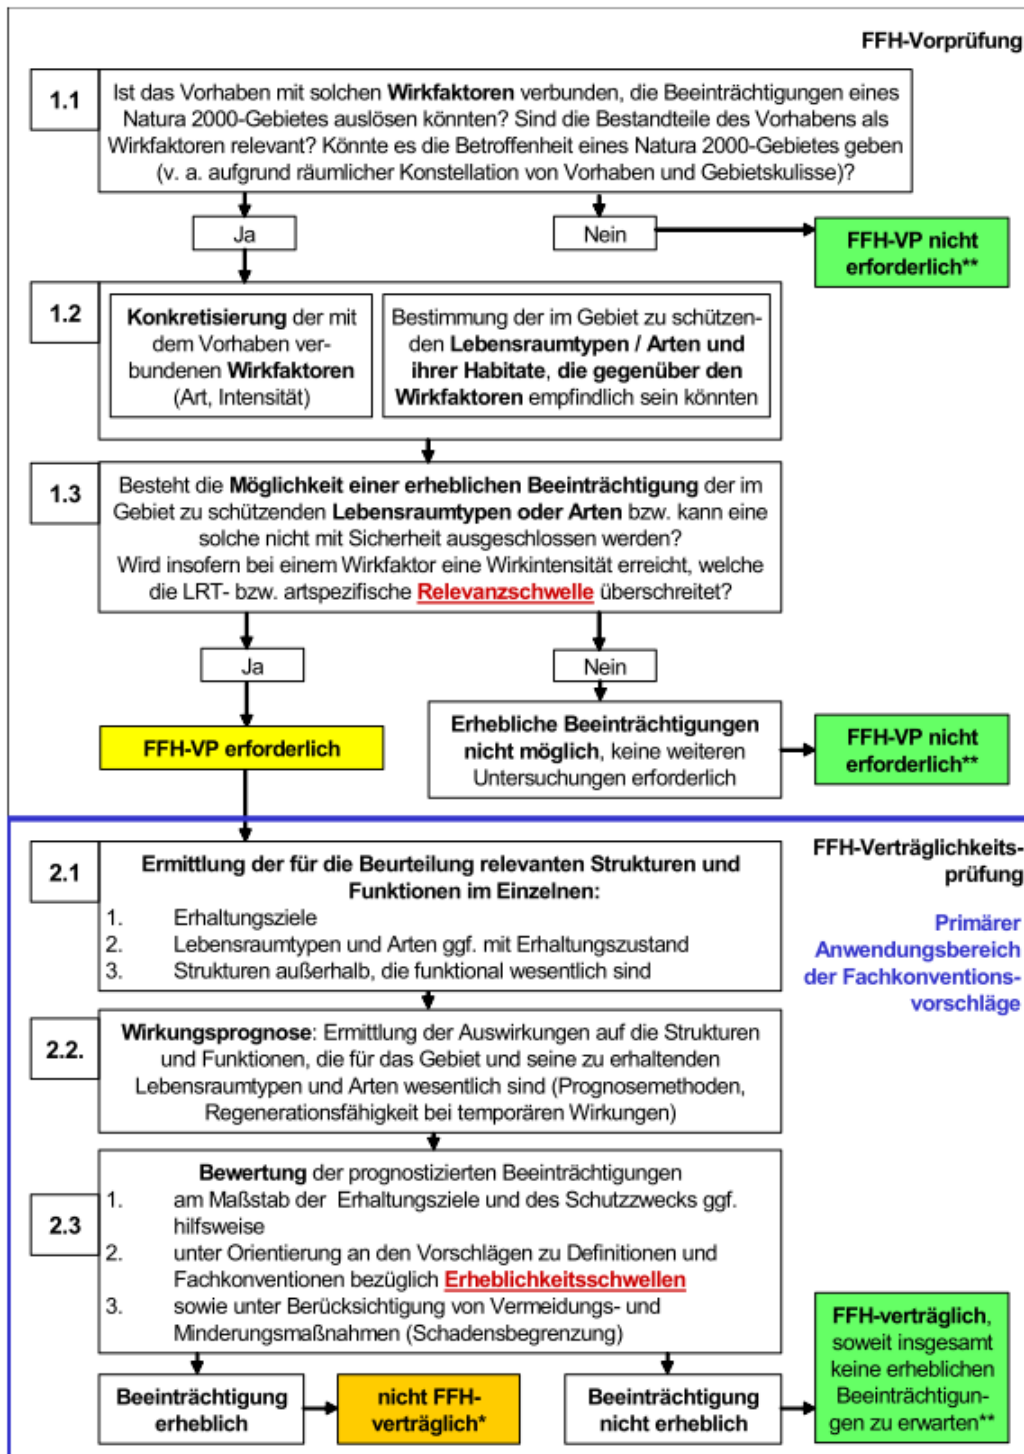 FFH-Vorprüfung
1.1
Ist das Vorhaben mit solchen Wirkfaktoren verbunden, die Beeinträchtigungen eines
Natura 2000-Gebietes auslösen könnten? Sind die Bestandteile des Vorhabens als
Wirkfaktoren relevant? Könnte es die Betroffenheit eines Natura 2000-Gebietes geben
(v. a. aufgrund räumlicher Konstellation von Vorhaben und Gebietskulisse)?
Ja
Nein
FFH-VP nicht
erforderlich**
1.2
Konkretisierung der mit
dem Vorhaben ver-
bundenen Wirkfaktoren
(Art, Intensität)
Bestimmung der im Gebiet zu schützen-
den Lebensraumtypen / Arten und
ihrer Habitate, die gegenüber den
Wirkfaktoren empfindlich sein könnten
1.3
Besteht die Möglichkeit einer erheblichen Beeinträchtigung der im
Gebiet zu schützenden Lebensraumtypen oder Arten bzw. kann eine
solche nicht mit Sicherheit ausgeschlossen werden?
Wird insofern bei einem Wirkfaktor eine Wirkintensität erreicht, welche
die LRT- bzw. artspezifische Relevanzschwelle überschreitet?
Ja
Nein
FFH-VP erforderlich
Erhebliche Beeinträchtigungen
nicht möglich, keine weiteren
Untersuchungen erforderlich
FFH-VP nicht
erforderlich**
FFH-Verträglichkeits-
prüfung
Primärer
Anwendungsbereich
der Fachkonventions-
vorschläge
2.1
Ermittlung der für die Beurteilung relevanten Strukturen und
Funktionen im Einzelnen:
1. Erhaltungsziele
2. Lebensraumtypen und Arten ggf. mit Erhaltungszustand
3. Strukturen außerhalb, die funktional wesentlich sind
2.2.
Wirkungsprognose: Ermittlung der Auswirkungen auf die Strukturen
und Funktionen, die für das Gebiet und seine zu erhaltenden
Lebensraumtypen und Arten wesentlich sind (Prognosemethoden,
Regenerationsfähigkeit bei temporären Wirkungen)
2.3
Bewertung der prognostizierten Beeinträchtigungen
1. am Maßstab der Erhaltungsziele und des Schutzzwecks ggf.
hilfsweise
2. unter Orientierung an den Vorschlägen zu Definitionen und
Fachkonventionen bezüglich Erheblichkeitsschwellen
3. sowie unter Berücksichtigung von Vermeidungs- und
Minderungsmaßnahmen (Schadensbegrenzung)
Beeinträchtigung
erheblich
nicht FFH-
verträglich*
Beeinträchtigung
nicht erheblich
FFH-verträglich,
soweit insgesamt
keine erheblichen
Beeinträchtigun-
gen zu erwarten**